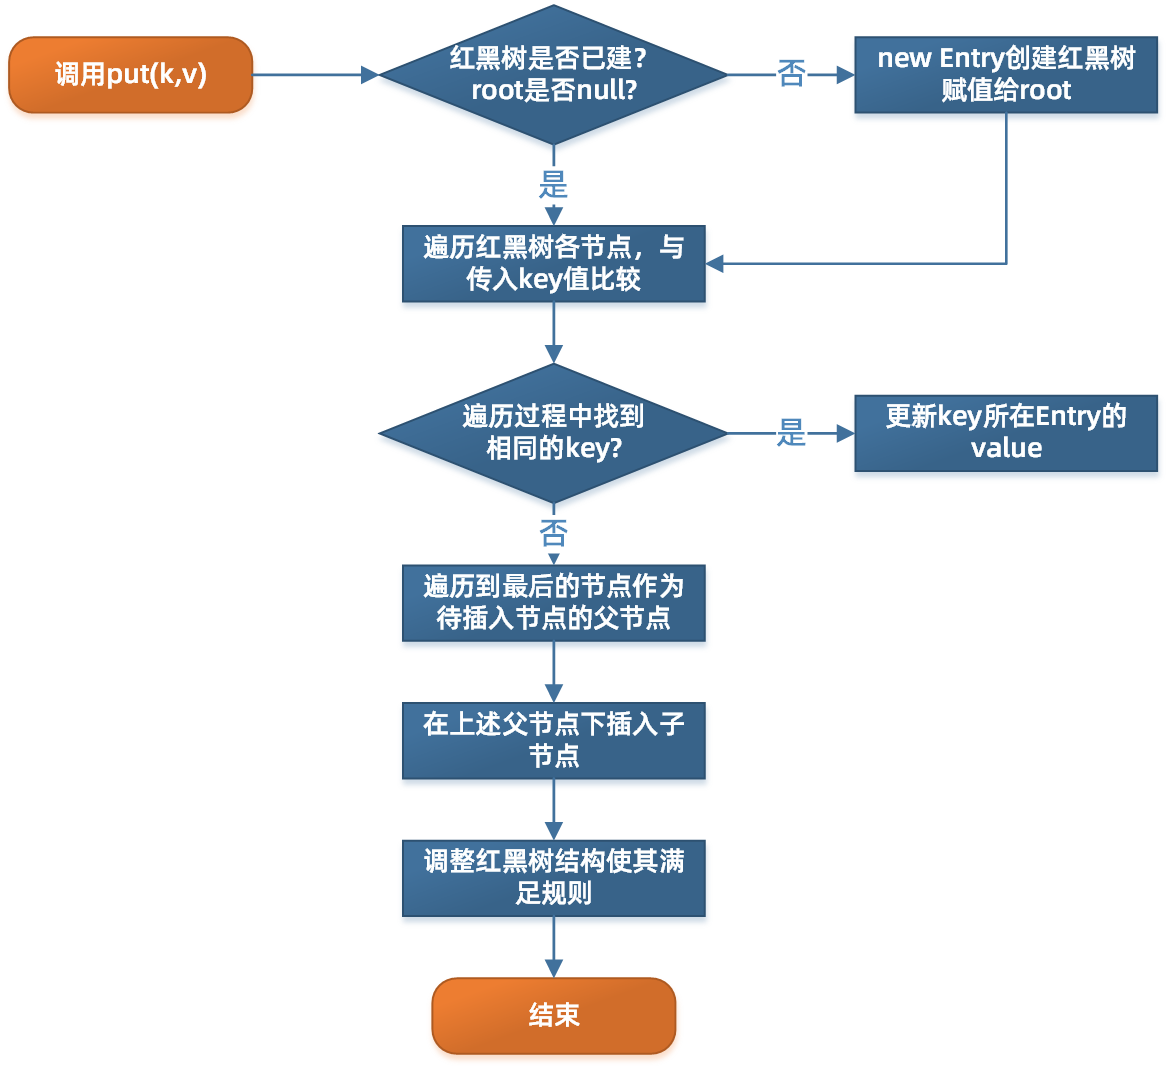 调用put(k,v)
红黑树是否已建?
root是否null?
否
new Entry创建红黑树
赋值给root
是
遍历红黑树各节点，与
传入key值比较
遍历过程中找到
相同的key?
是
更新key所在Entry的
value
否
遍历到最后的节点作为
待插入节点的父节点
在上述父节点下插入子
节点
调整红黑树结构使其满
足规则
结束